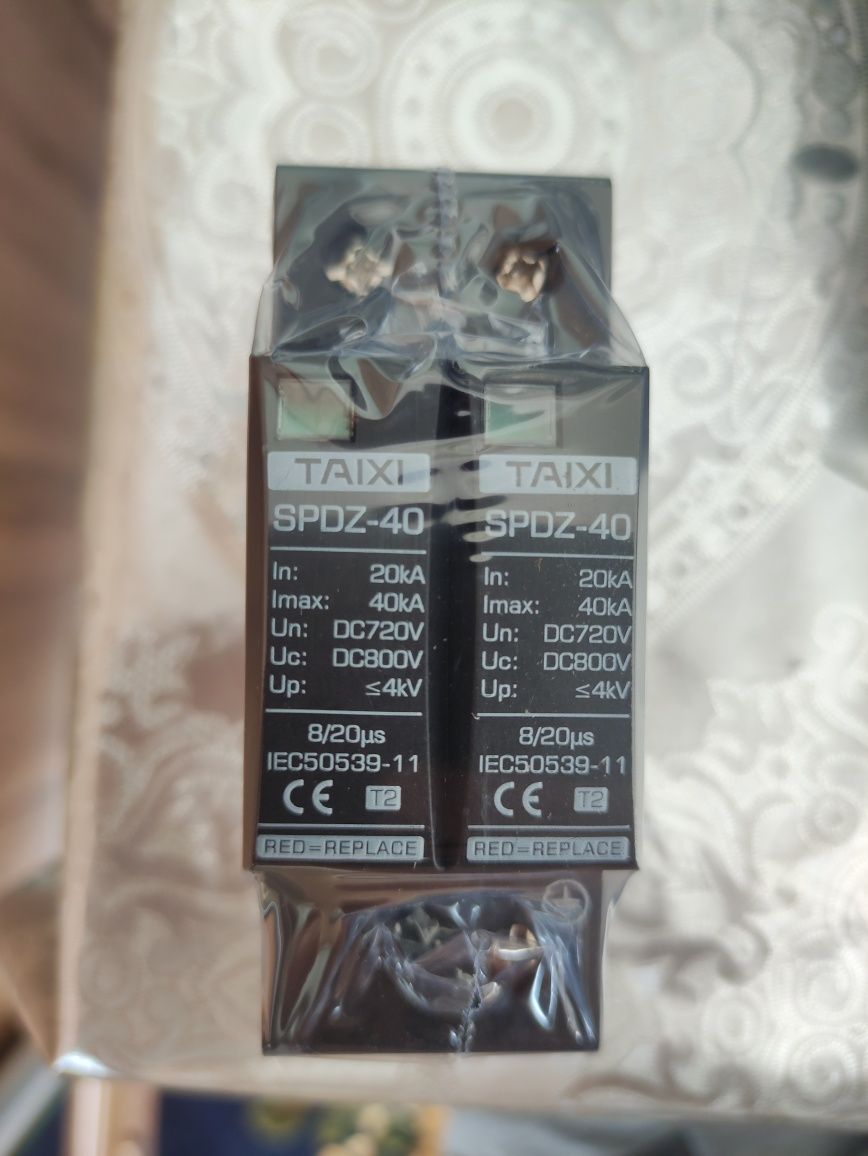 TAIXI
SPDZ-40
In: 20kA
Imax: 40kA
Un: DC720V
Uc: DC800V
Up: ≤4kV
8/20µs
IEC50539-11
CE T2
RED=REPLACE
TAIXI
SPDZ-40
In: 20kA
Imax: 40kA
Un: DC720V
Uc: DC800V
Up: ≤4kV
8/20µs
IEC50539-11
CE T2
RED=REPLACE